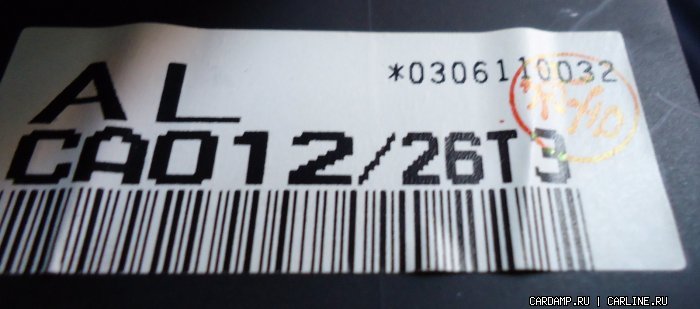 *0306110032
AL
CA012/26T3
CARDAMP.RU | CARLINE.RU